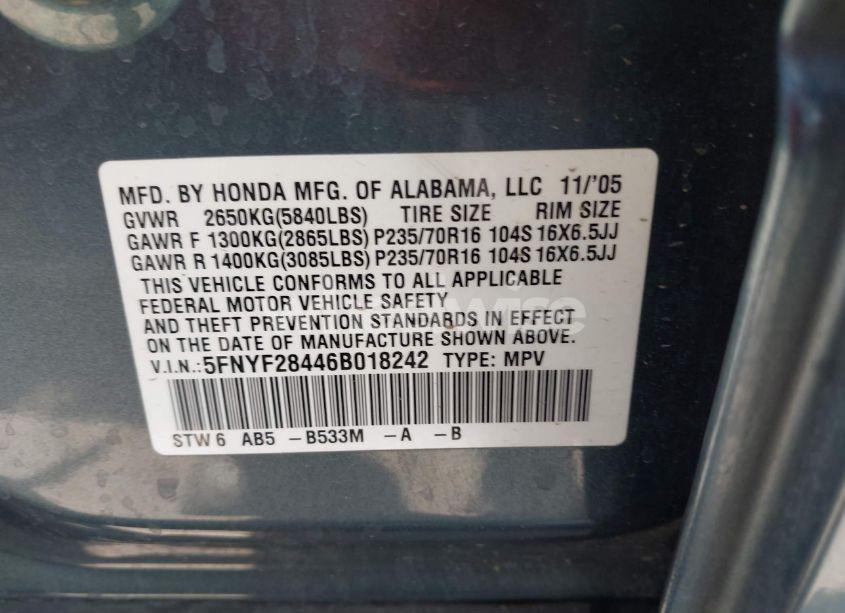 MFD. BY HONDA MFG. OF ALABAMA, LLC 11/'05
GVWR 2650KG(5840LBS) TIRE SIZE RIM SIZE
GAWR F 1300KG(2865LBS) P235/70R16 104S 16X6.5JJ
GAWR R 1400KG(3085LBS) P235/70R16 104S 16X6.5JJ
THIS VEHICLE CONFORMS TO ALL APPLICABLE
FEDERAL MOTOR VEHICLE SAFETY
AND THEFT PREVENTION STANDARDS IN EFFECT
ON THE DATE OF MANUFACTURE SHOWN ABOVE.
V.I.N.:5FNYF28446B018242 TYPE: MPV
STW6 AB5 -B533M -A -B